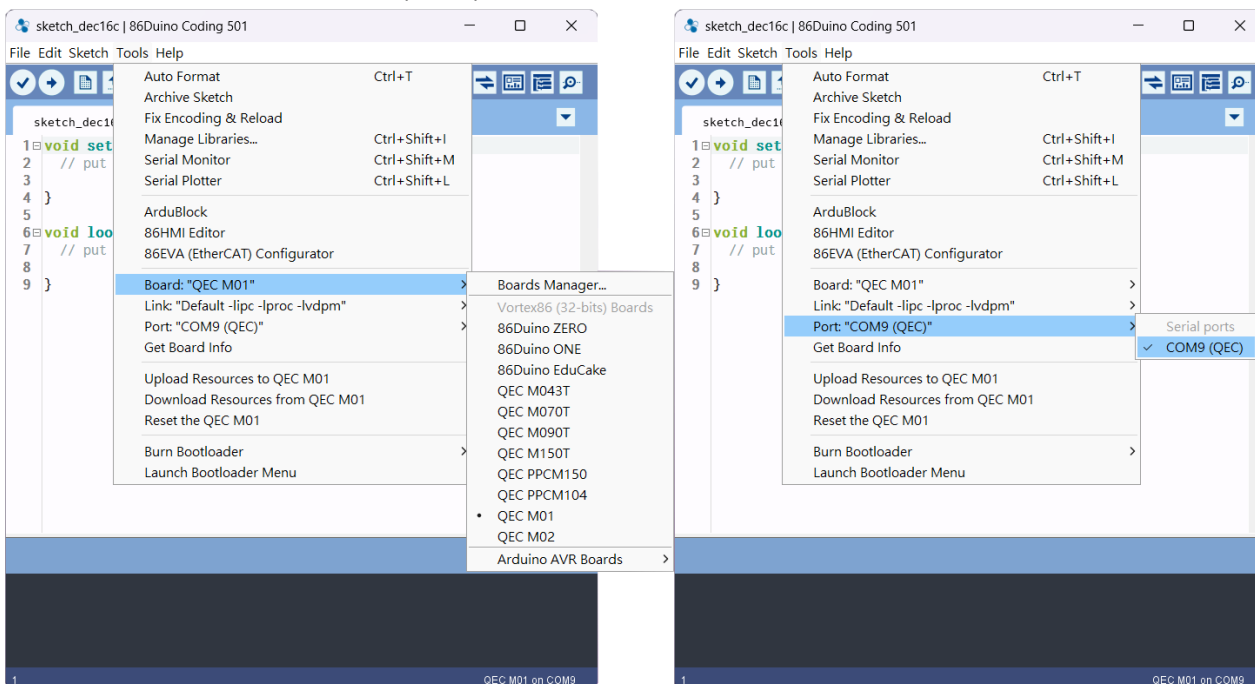 sketch_dec16c | 86Duino Coding 501
File Edit Sketch Tools Help
Auto Format Ctrl+T
Archive Sketch
Fix Encoding & Reload
Manage Libraries... Ctrl+Shift+I
Serial Monitor Ctrl+Shift+M
Serial Plotter Ctrl+Shift+L
ArduBlock
86HMI Editor
86EVA (EtherCAT) Configurator
Board: "QEC M01"
Link: "Default -lipc -lproc -lvdpm"
Port: "COM9 (QEC)"
Get Board Info
Upload Resources to QEC M01
Download Resources from QEC M01
Reset the QEC M01
Burn Bootloader
Launch Bootloader Menu
Boards Manager...
Vortex86 (32-bits) Boards
86Duino ZERO
86Duino ONE
86Duino EduCake
QEC M043T
QEC M070T
QEC M090T
QEC M150T
QEC PPCM150
QEC PPCM104
QEC M01
QEC M02
Arduino AVR Boards
sketch_dec1
1 void set
2 // put
3
4 }
5
6 void loo
7 // put
8
9 }
1 QEC M01 on COM9
sketch_dec16c | 86Duino Coding 501
File Edit Sketch Tools Help
Auto Format Ctrl+T
Archive Sketch
Fix Encoding & Reload
Manage Libraries... Ctrl+Shift+I
Serial Monitor Ctrl+Shift+M
Serial Plotter Ctrl+Shift+L
ArduBlock
86HMI Editor
86EVA (EtherCAT) Configurator
Board: "QEC M01"
Link: "Default -lipc -lproc -lvdpm"
Port: "COM9 (QEC)"
Get Board Info
Upload Resources to QEC M01
Download Resources from QEC M01
Reset the QEC M01
Burn Bootloader
Launch Bootloader Menu
Serial ports
COM9 (QEC)
sketch_dec1
1 void set
2 // put
3
4 }
5
6 void loo
7 // put
8
9 }
1 QEC M01 on COM9